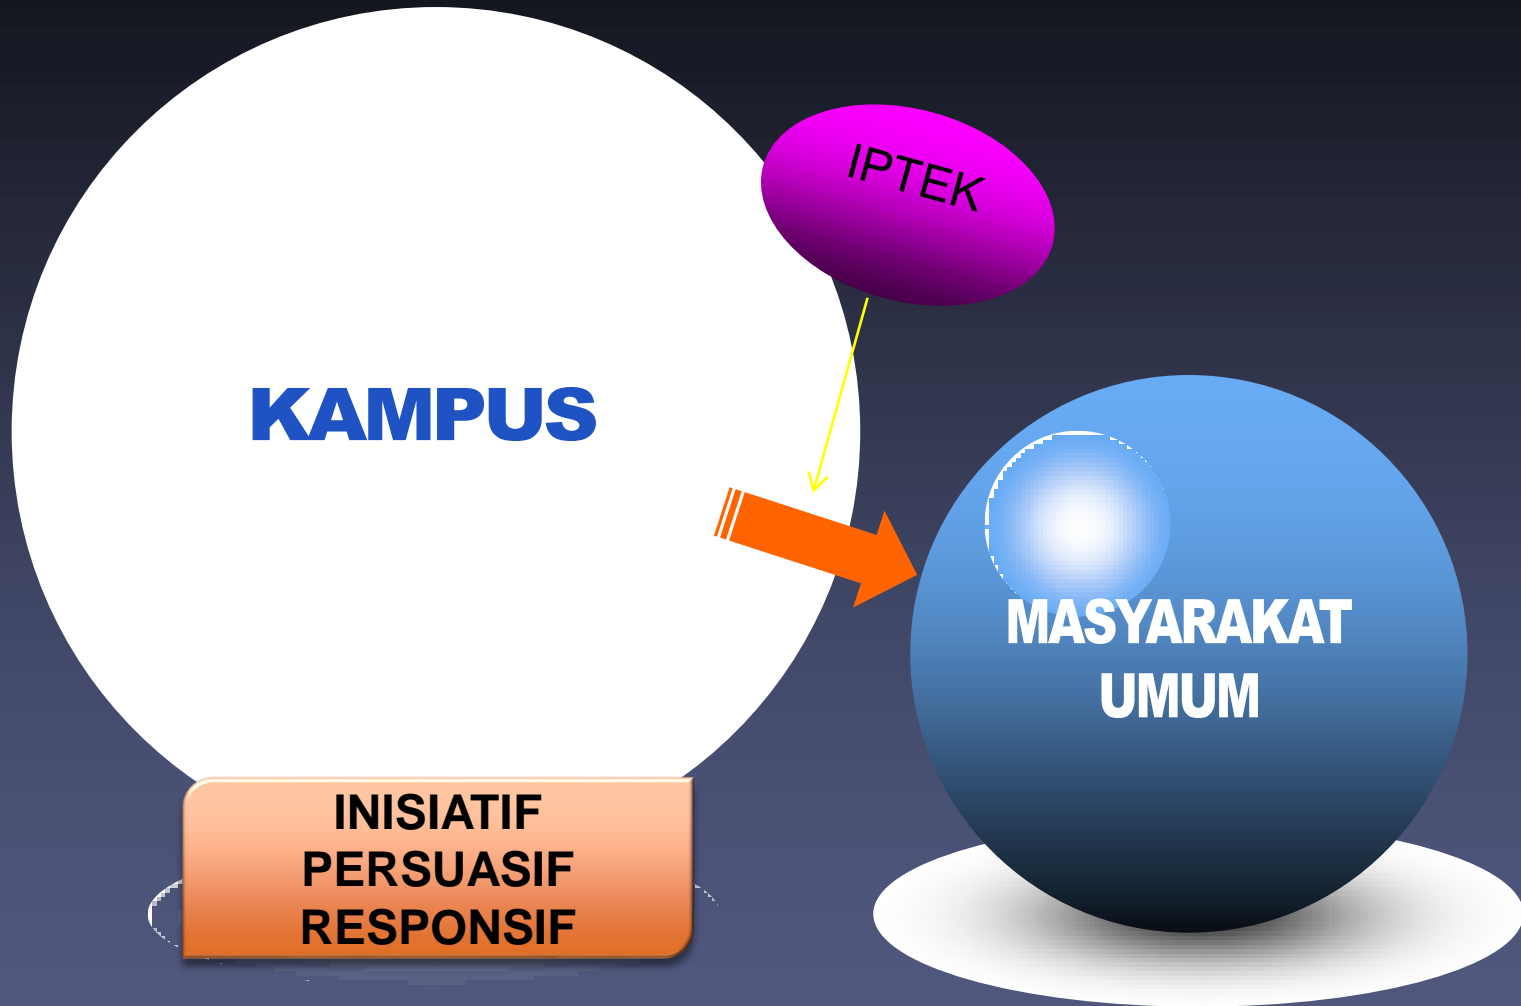 IPTEK
KAMPUS
MASYARAKAT
UMUM
INISIATIF
PERSUASIF
RESPONSIF